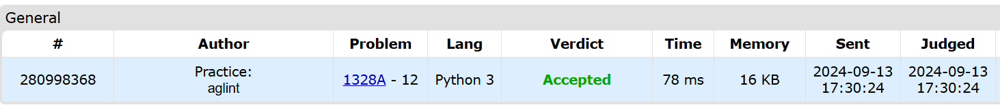 General
# Author Problem Lang Verdict Time Memory Sent Judged
280998368 Practice: aglint 1328A - 12 Python 3 Accepted 78 ms 16 KB 2024-09-13 17:30:24 2024-09-13 17:30:24